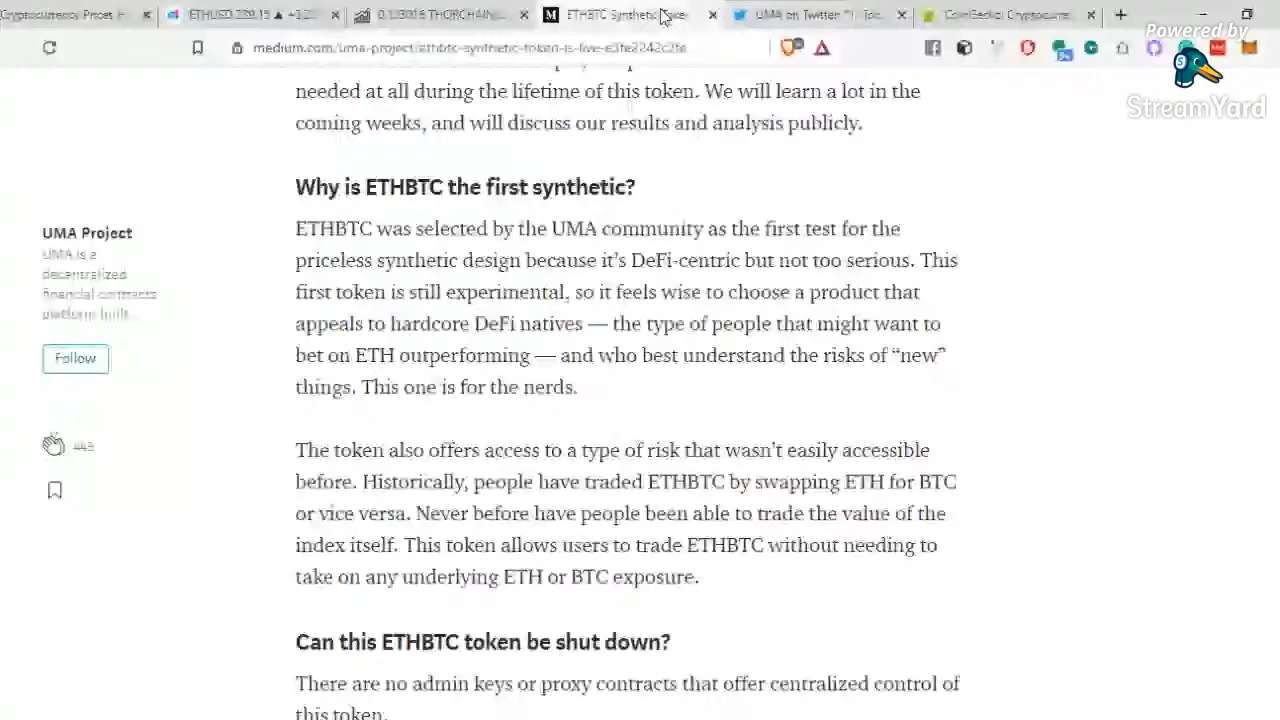 Cryptocurrency Prices
ETHUSD
THORCHAIN
ETHBTC Synthetic Token
UMA on Twitter
CoinGecko
Powered by
StreamYard
medium.com/uma-project/ethbtc-synthetic-token-is-live-e3fe2242c2fe
needed at all during the lifetime of this token. We will learn a lot in the
coming weeks, and will discuss our results and analysis publicly.
Why is ETHBTC the first synthetic?
ETHBTC was selected by the UMA community as the first test for the
priceless synthetic design because it’s DeFi-centric but not too serious. This
first token is still experimental, so it feels wise to choose a product that
appeals to hardcore DeFi natives — the type of people that might want to
bet on ETH outperforming — and who best understand the risks of “new”
things. This one is for the nerds.
UMA Project
UMA is a
decentralized
financial contracts
platform built...
Follow
443
The token also offers access to a type of risk that wasn’t easily accessible
before. Historically, people have traded ETHBTC by swapping ETH for BTC
or vice versa. Never before have people been able to trade the value of the
index itself. This token allows users to trade ETHBTC without needing to
take on any underlying ETH or BTC exposure.
Can this ETHBTC token be shut down?
There are no admin keys or proxy contracts that offer centralized control of
this token.